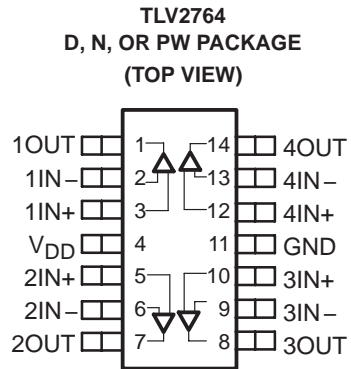 TLV2764
D, N, OR PW PACKAGE
(TOP VIEW)
1OUT 1 14 4OUT
1IN− 2 13 4IN−
1IN+ 3 12 4IN+
VDD 4 11 GND
2IN+ 5 10 3IN+
2IN− 6 9 3IN−
2OUT 7 8 3OUT